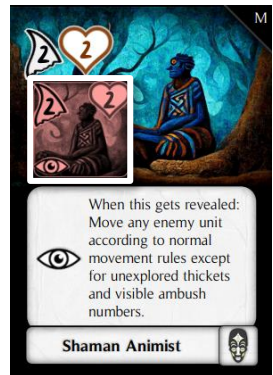 M
2 2
2 2
When this gets revealed:
Move any enemy unit
according to normal
movement rules except
for unexplored thickets
and visible ambush
numbers.
Shaman Animist